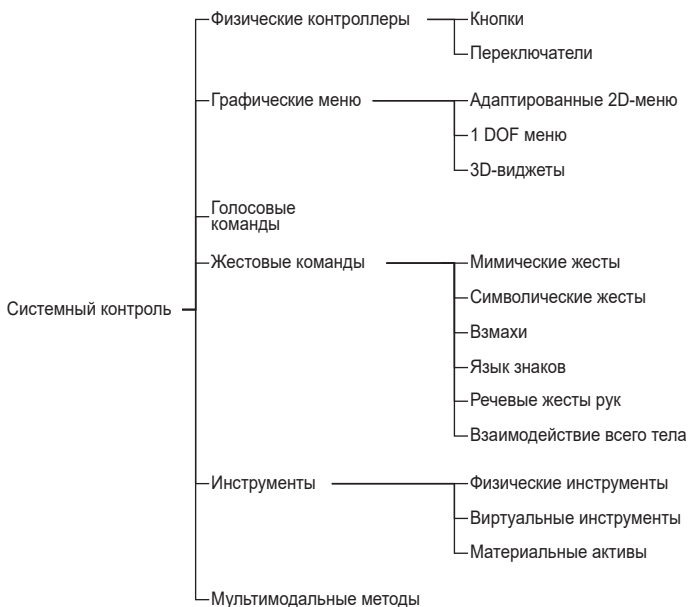 Системный контроль
Физические контроллеры
Кнопки
Переключатели
Графические меню
Адаптированные 2D-меню
1 DOF меню
3D-виджеты
Голосовые
команды
Жестовые команды
Мимические жесты
Символические жесты
Взмахи
Язык знаков
Речевые жесты рук
Взаимодействие всего тела
Инструменты
Физические инструменты
Виртуальные инструменты
Материальные активы
Мультимодальные методы